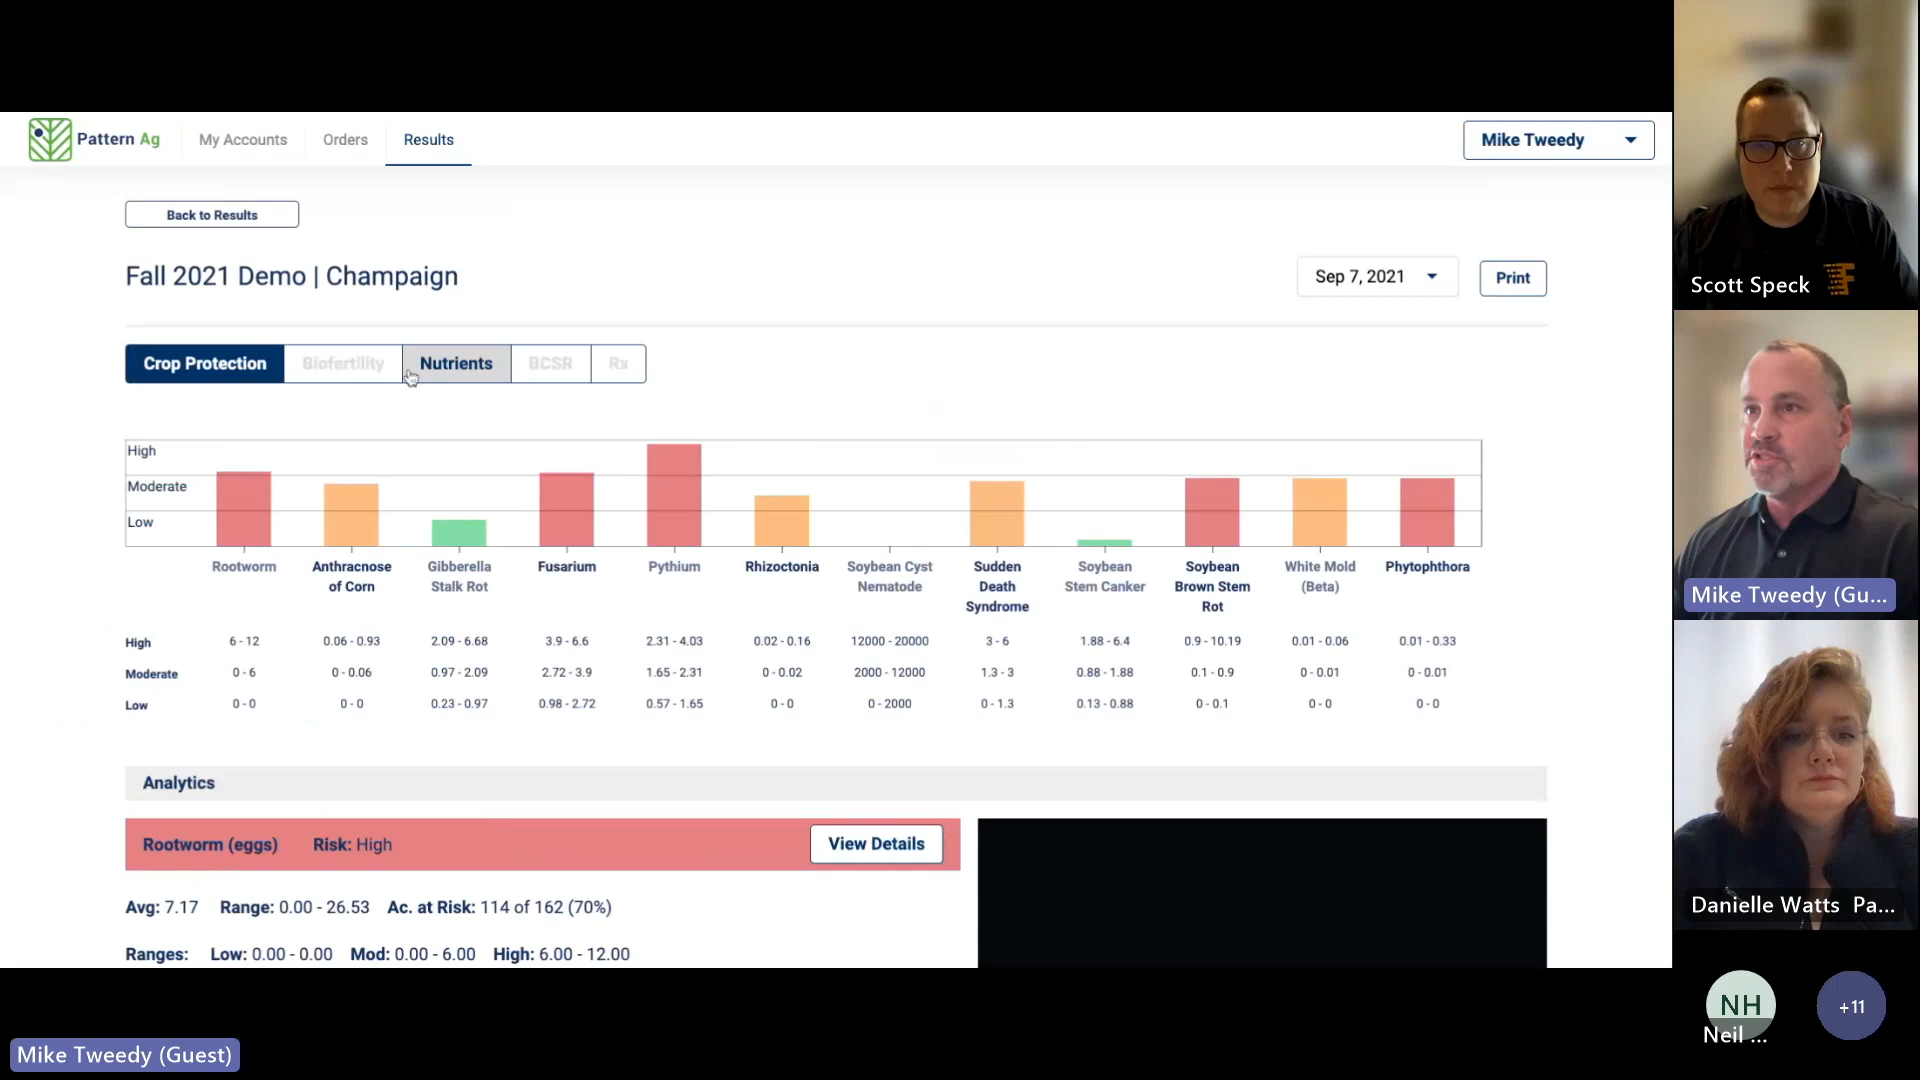 Pattern Ag
My Accounts
Orders
Results
Mike Tweedy
Back to Results
Fall 2021 Demo | Champaign
Sep 7, 2021
Print
Crop Protection
Biofertility
Nutrients
BCSR
Rx
High
Moderate
Low
Rootworm
Anthracnose
of Corn
Gibberella
Stalk Rot
Fusarium
Pythium
Rhizoctonia
Soybean Cyst
Nematode
Sudden
Death
Syndrome
Soybean
Stem Canker
Soybean
Brown Stem
Rot
White Mold
(Beta)
Phytophthora
High 6 - 12 0.06 - 0.93 2.09 - 6.68 3.9 - 6.6 2.31 - 4.03 0.02 - 0.16 12000 - 20000 3 - 6 1.88 - 6.4 0.9 - 10.19 0.01 - 0.06 0.01 - 0.33
Moderate 0 - 6 0 - 0.06 0.97 - 2.09 2.72 - 3.9 1.65 - 2.31 0 - 0.02 2000 - 12000 1.3 - 3 0.88 - 1.88 0.1 - 0.9 0 - 0.01 0 - 0.01
Low 0 - 0 0 - 0 0.23 - 0.97 0.98 - 2.72 0.57 - 1.65 0 - 0 0 - 2000 0 - 1.3 0.13 - 0.88 0 - 0.1 0 - 0 0 - 0
Analytics
Rootworm (eggs) Risk: High
View Details
Avg: 7.17 Range: 0.00 - 26.53 Ac. at Risk: 114 of 162 (70%)
Ranges: Low: 0.00 - 0.00 Mod: 0.00 - 6.00 High: 6.00 - 12.00
Mike Tweedy (Guest)
Scott Speck
Mike Tweedy (Gu...
Danielle Watts Pa...
NH
Neil ...
+11